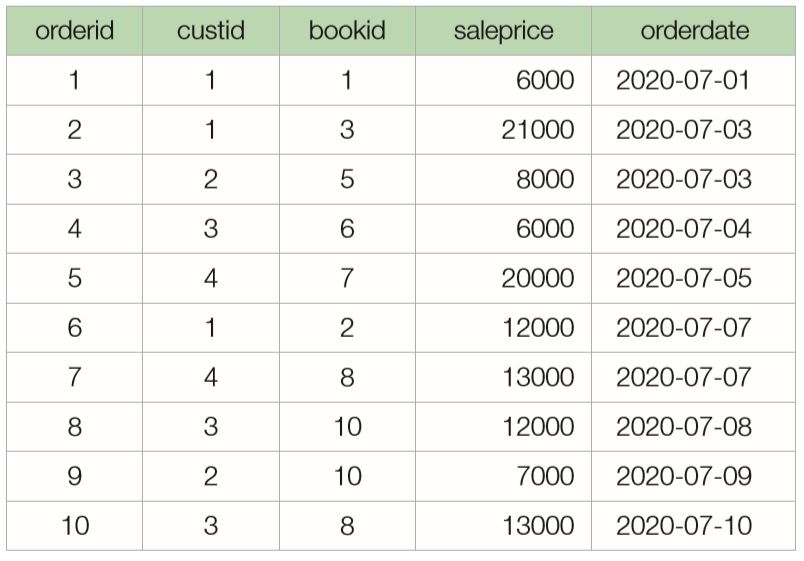 orderid custid bookid saleprice orderdate
1 1 1 6000 2020-07-01
2 1 3 21000 2020-07-03
3 2 5 8000 2020-07-03
4 3 6 6000 2020-07-04
5 4 7 20000 2020-07-05
6 1 2 12000 2020-07-07
7 4 8 13000 2020-07-07
8 3 10 12000 2020-07-08
9 2 10 7000 2020-07-09
10 3 8 13000 2020-07-10